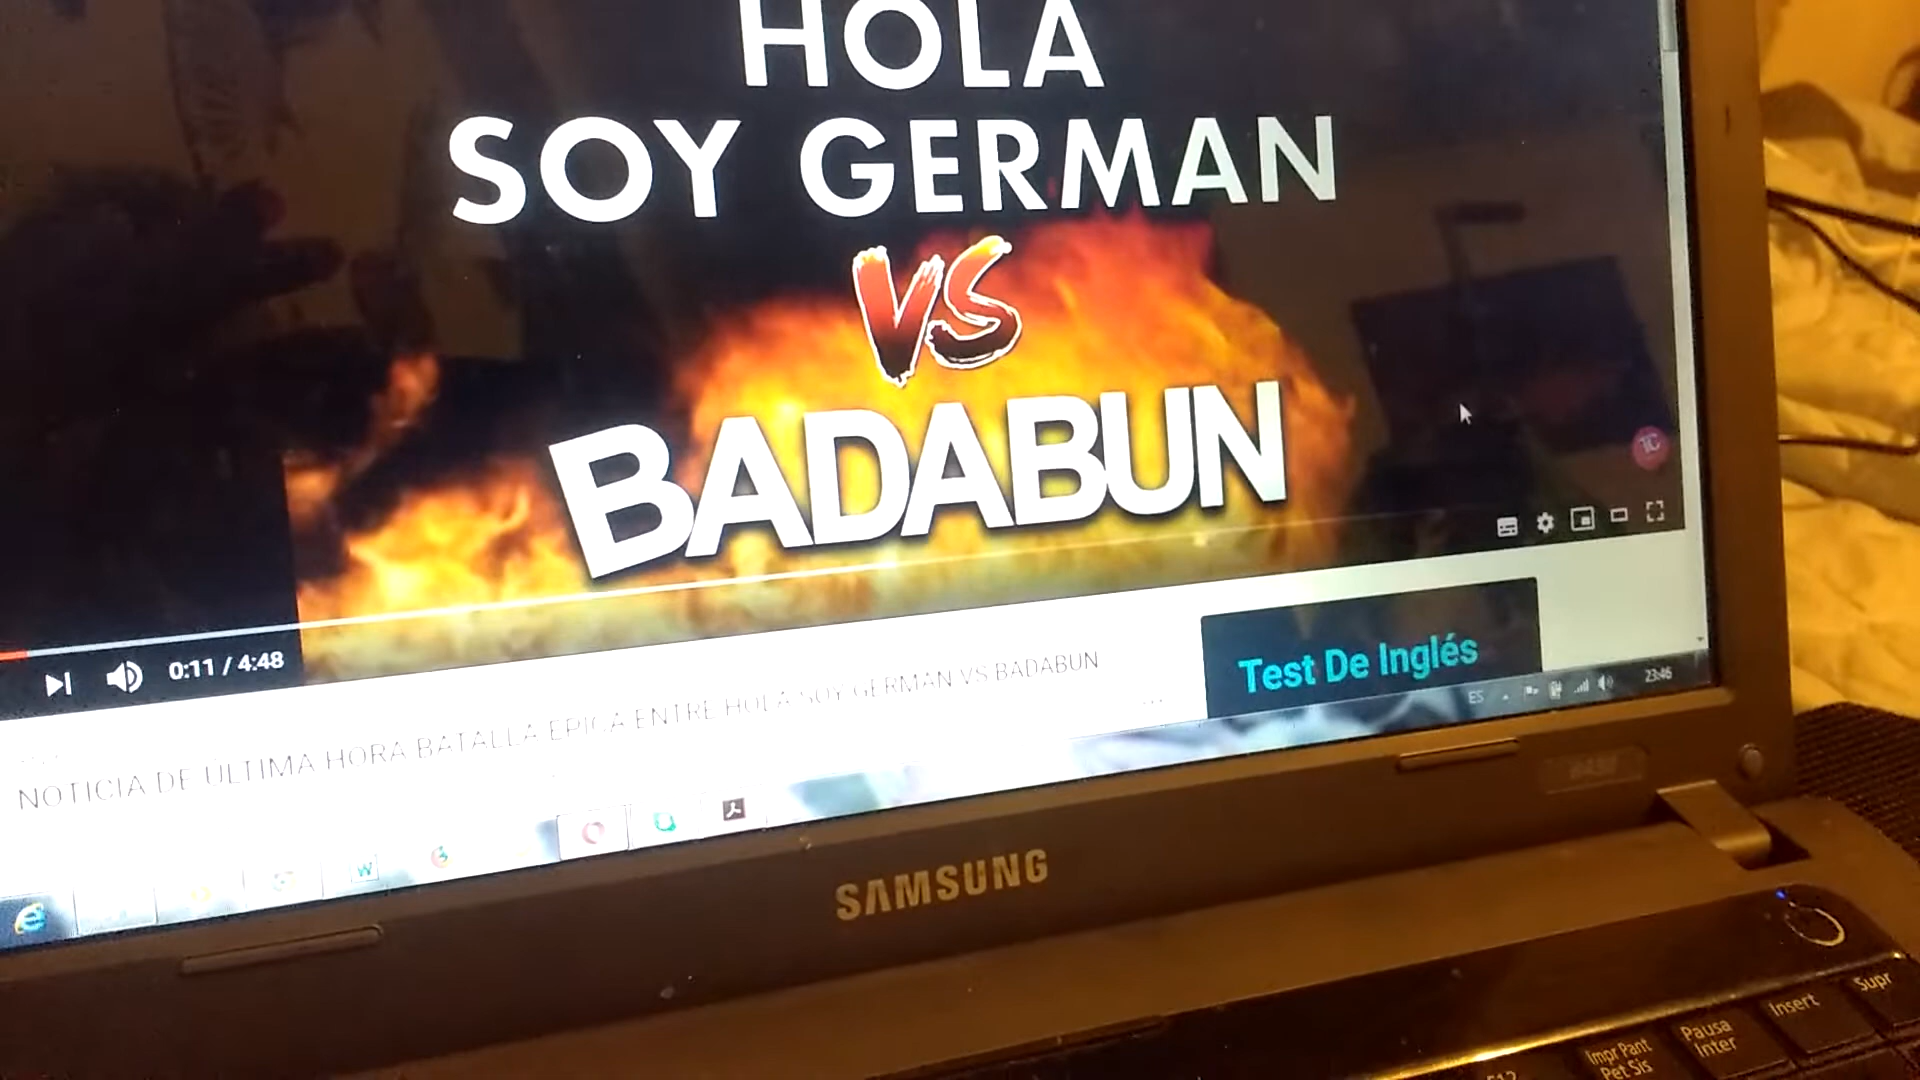 HOLA
SOY GERMAN
VS
BADABUN
0:11 / 4:48
NOTICIA DE ÚLTIMA HORA BATALLA EPICA ENTRE HOLA SOY GERMAN VS BADABUN
Test De Inglés
ES
23:46
SAMSUNG
Impr Pant
Pet Sis
Pausa
Inter
Insert
Supr